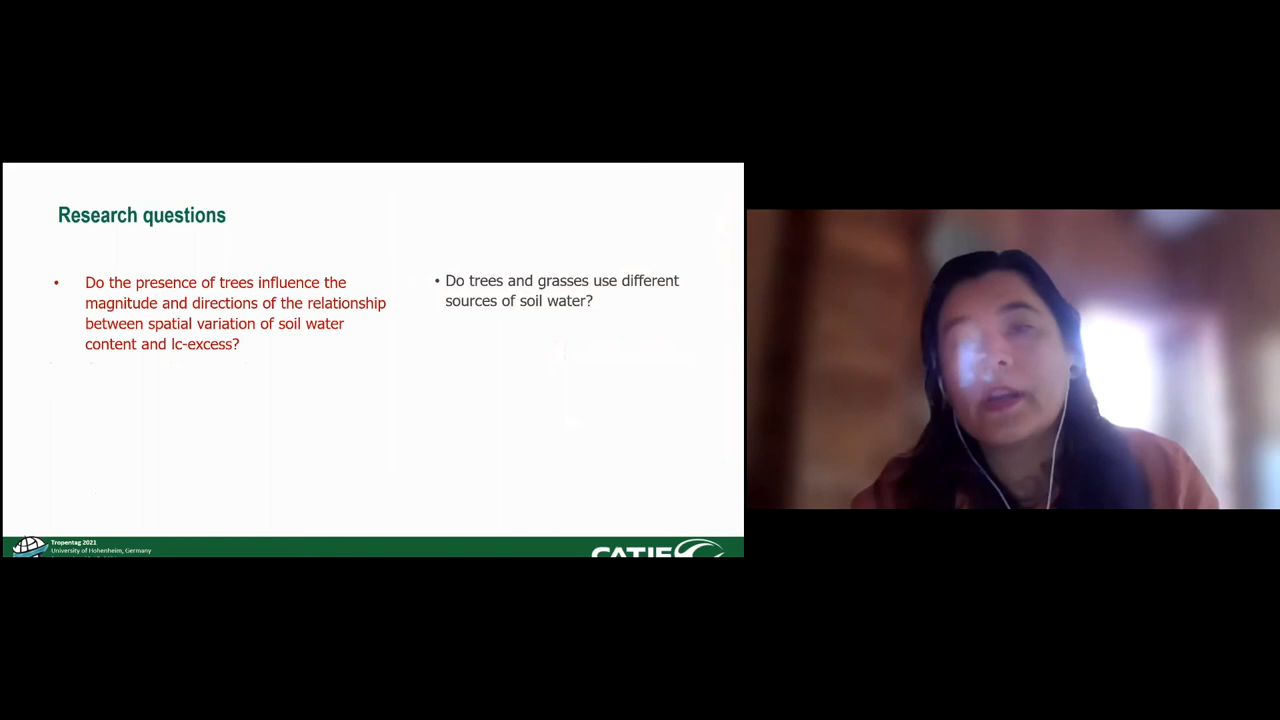 Research questions
• Do the presence of trees influence the
magnitude and directions of the relationship
between spatial variation of soil water
content and lc-excess?
• Do trees and grasses use different
sources of soil water?
Tropentag 2021
University of Hohenheim, Germany
CATIE